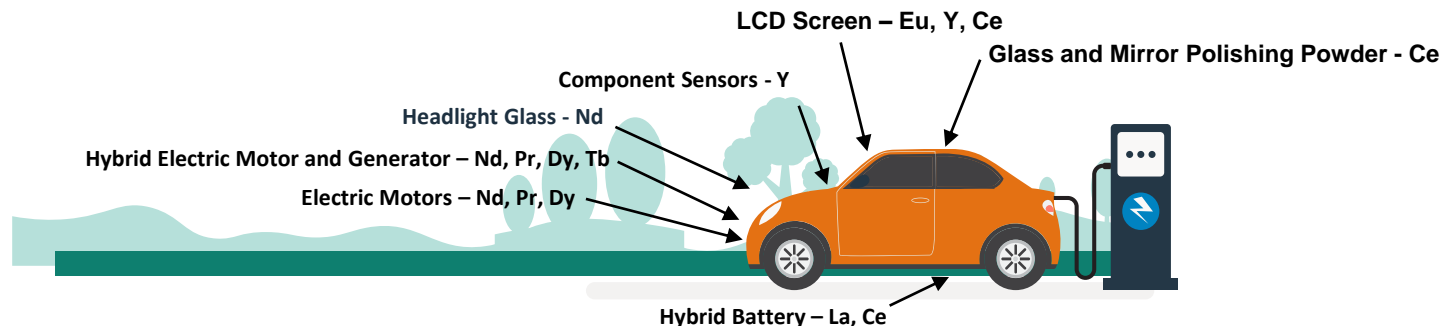 LCD Screen – Eu, Y, Ce
Glass and Mirror Polishing Powder - Ce
Component Sensors - Y
Headlight Glass - Nd
Hybrid Electric Motor and Generator – Nd, Pr, Dy, Tb
Electric Motors – Nd, Pr, Dy
Hybrid Battery – La, Ce